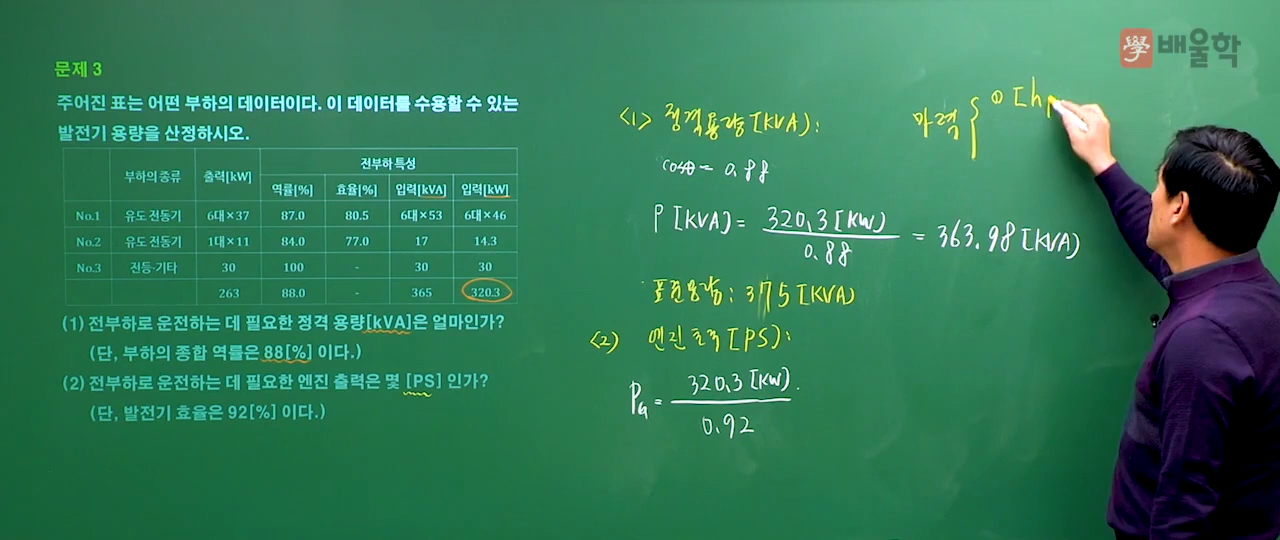 學 배울학
문제 3
주어진 표는 어떤 부하의 데이터이다. 이 데이터를 수용할 수 있는
발전기 용량을 산정하시오.
부하의 종류 출력[kW] 전부하 특성
역률[%] 효율[%] 입력[kVA] 입력[kW]
No.1 유도 전동기 6대×37 87.0 80.5 6대×53 6대×46
No.2 유도 전동기 1대×11 84.0 77.0 17 14.3
No.3 전등·기타 30 100 - 30 30
263 88.0 - 365 320.3
(1) 전부하로 운전하는 데 필요한 정격 용량[kVA]은 얼마인가?
(단, 부하의 종합 역률은 88[%] 이다.)
(2) 전부하로 운전하는 데 필요한 엔진 출력은 몇 [PS] 인가?
(단, 발전기 효율은 92[%] 이다.)
<1> 정격용량[KVA]:
cosθ = 0.88
P[KVA] = 320.3[KW] / 0.88 = 363.98[KVA]
표준용량: 375[KVA]
<2> 엔진출력[PS]:
P_G = 320.3[KW] / 0.92
마력 { ① [hp